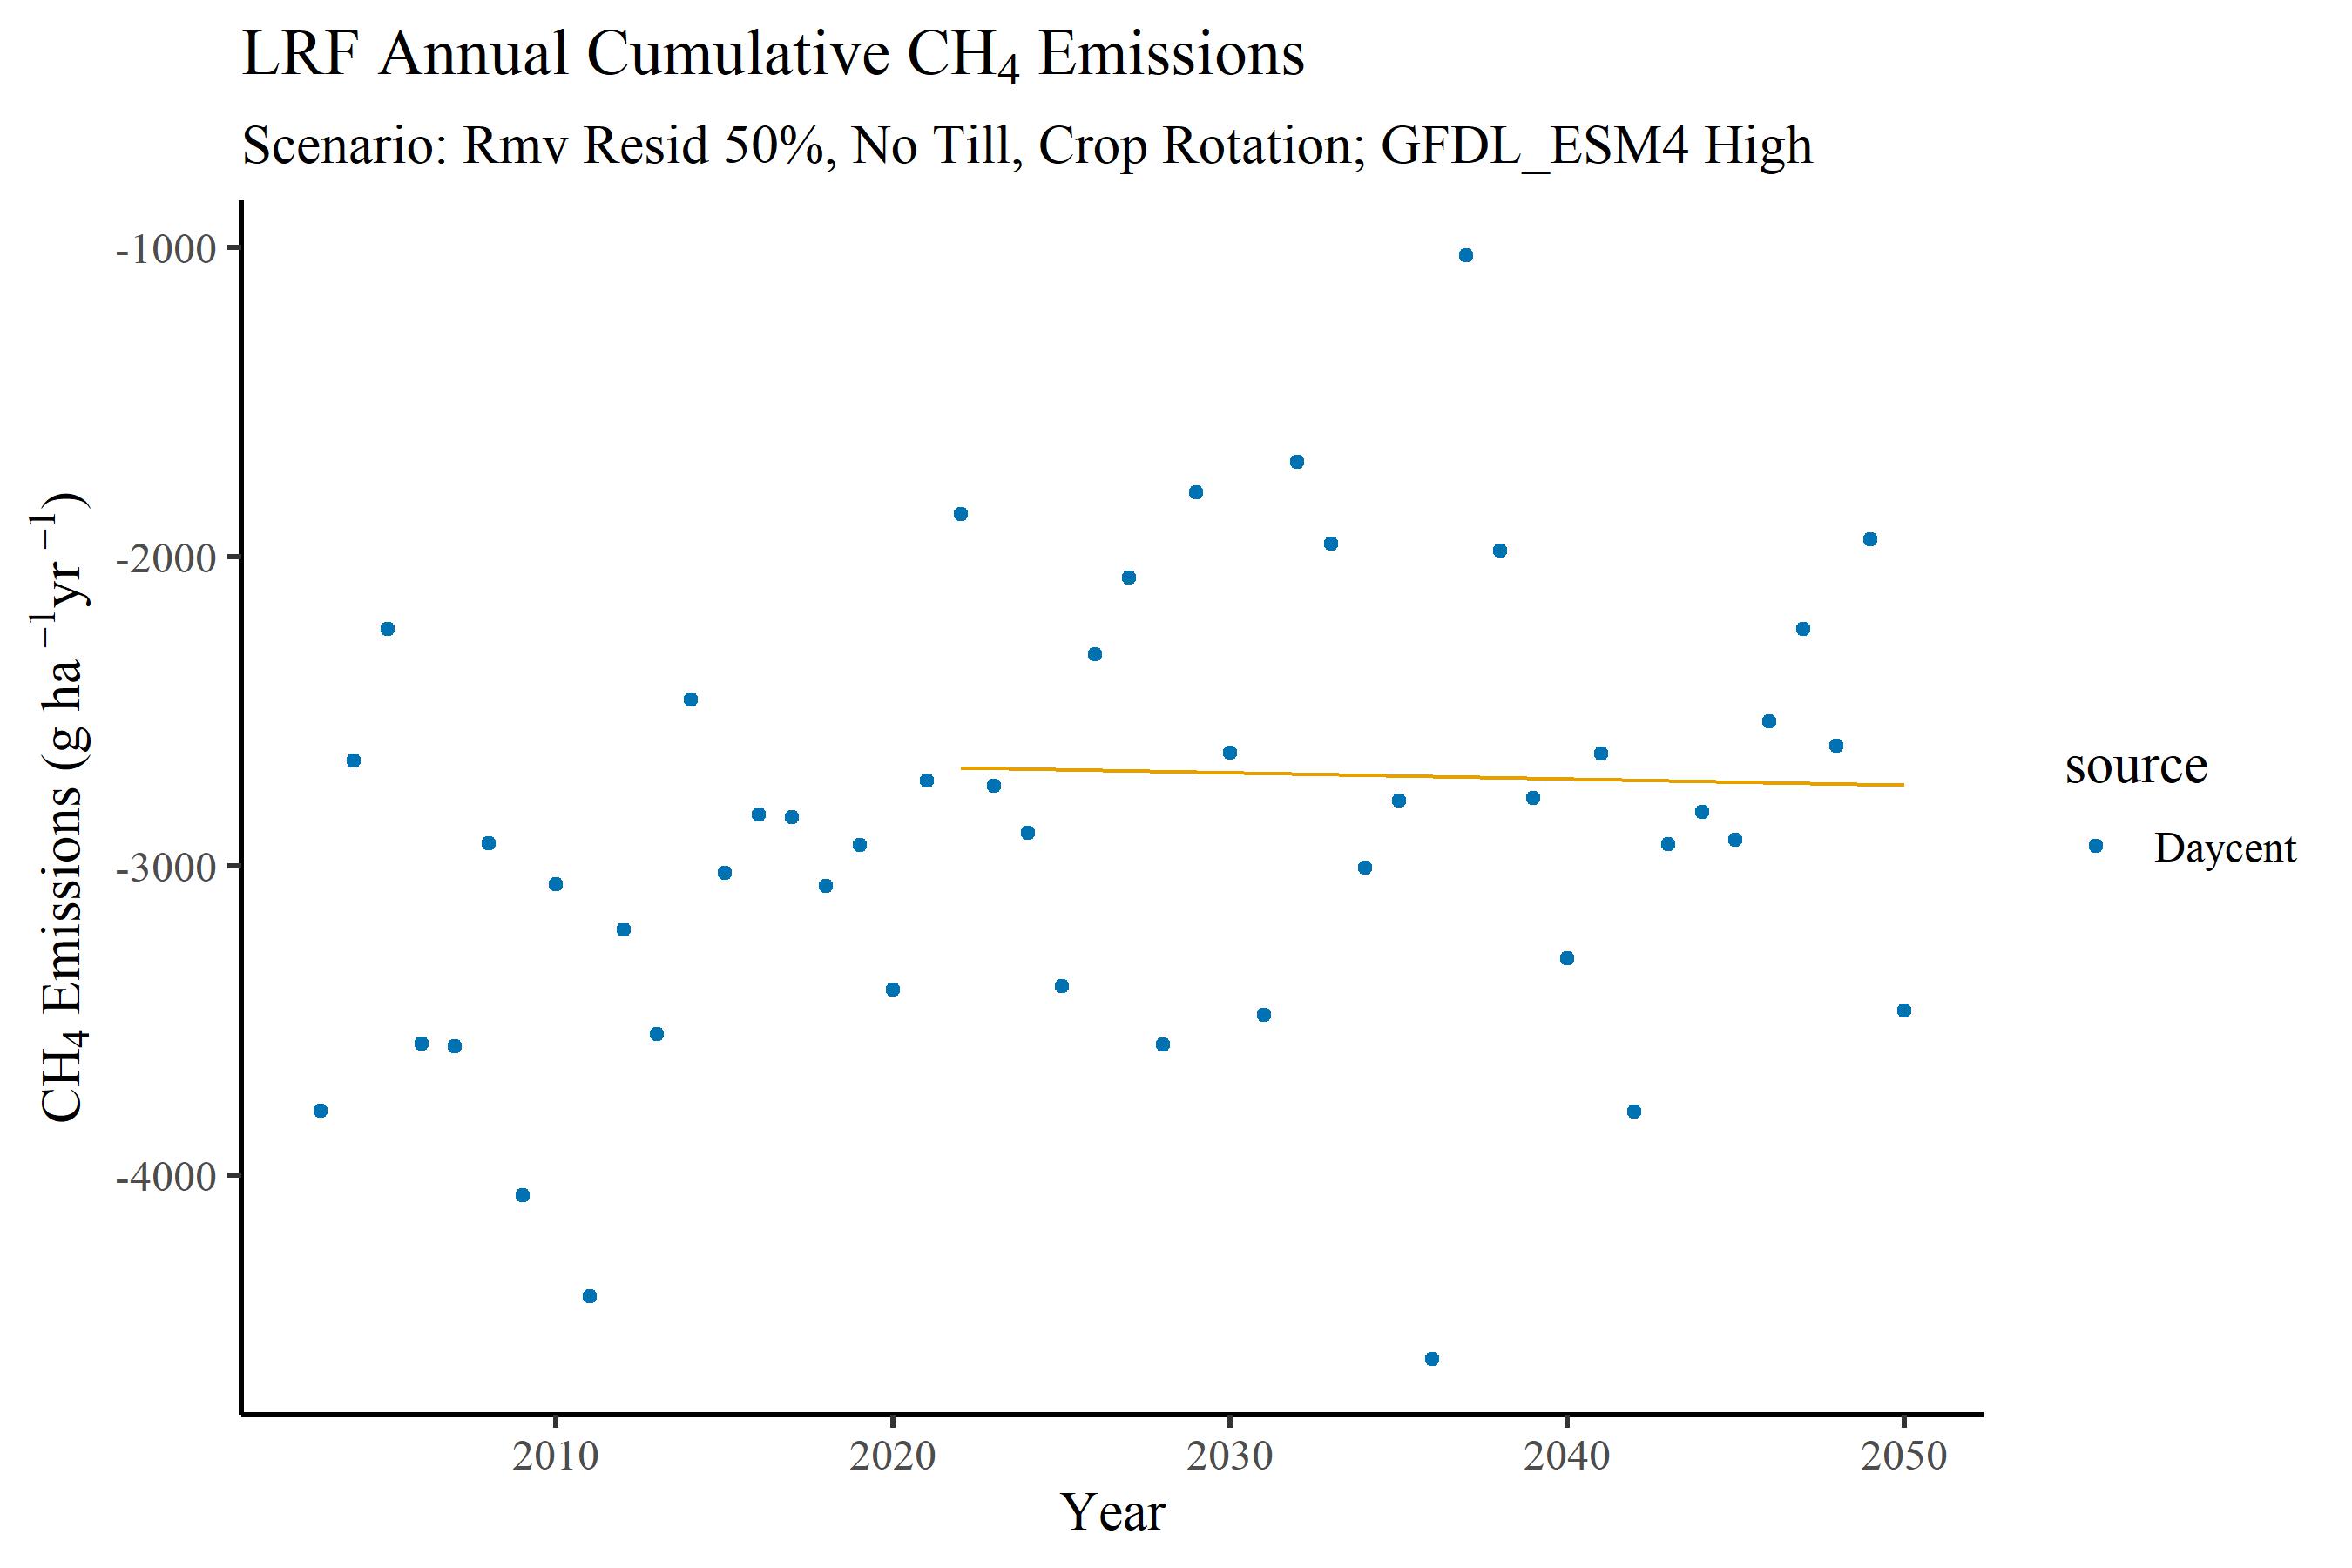 LRF Annual Cumulative CH₄ Emissions
Scenario: Rmv Resid 50%, No Till, Crop Rotation; GFDL_ESM4 High
CH₄ Emissions (g ha ⁻¹yr ⁻¹)
-1000
-2000
-3000
-4000
2010 2020 2030 2040 2050
Year
source
Daycent